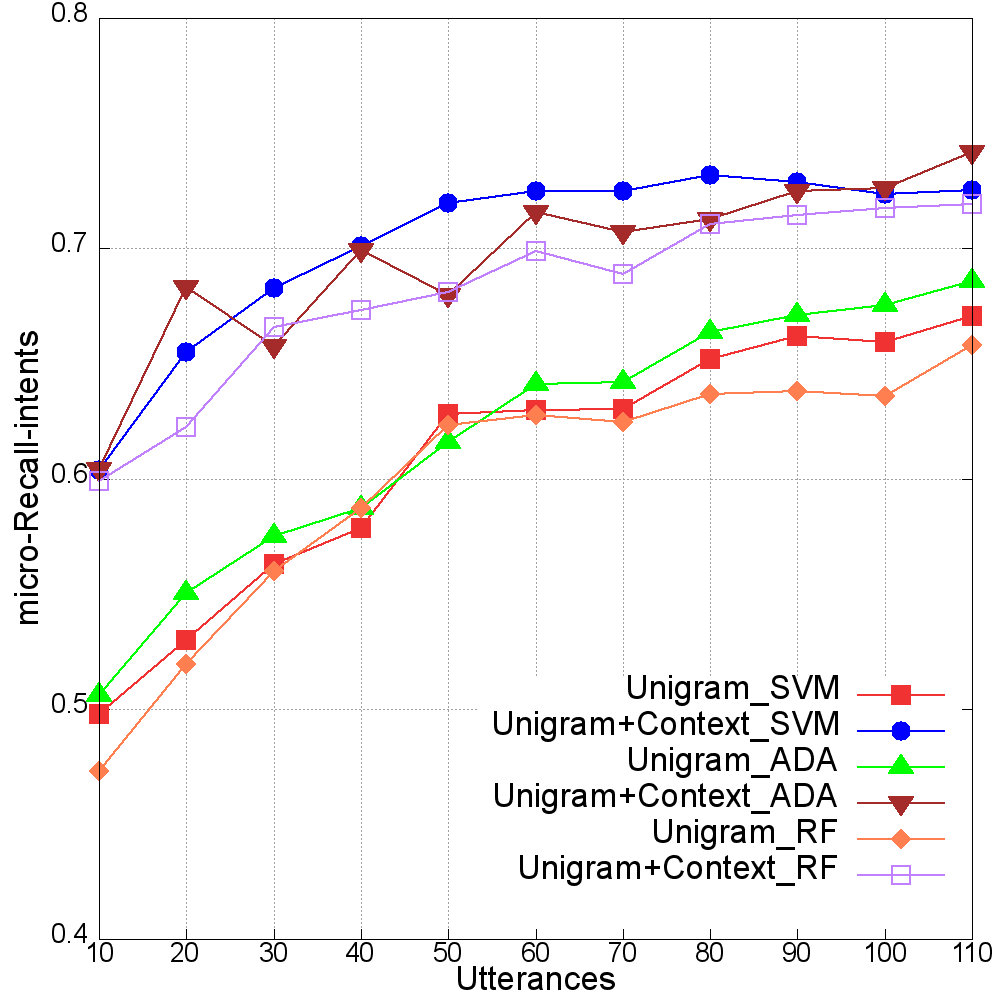 0.8
0.7
0.6
0.5
0.4
micro-Recall-intents
Unigram_SVM
Unigram+Context_SVM
Unigram_ADA
Unigram+Context_ADA
Unigram_RF
Unigram+Context_RF
10 20 30 40 50 60 70 80 90 100 110
Utterances